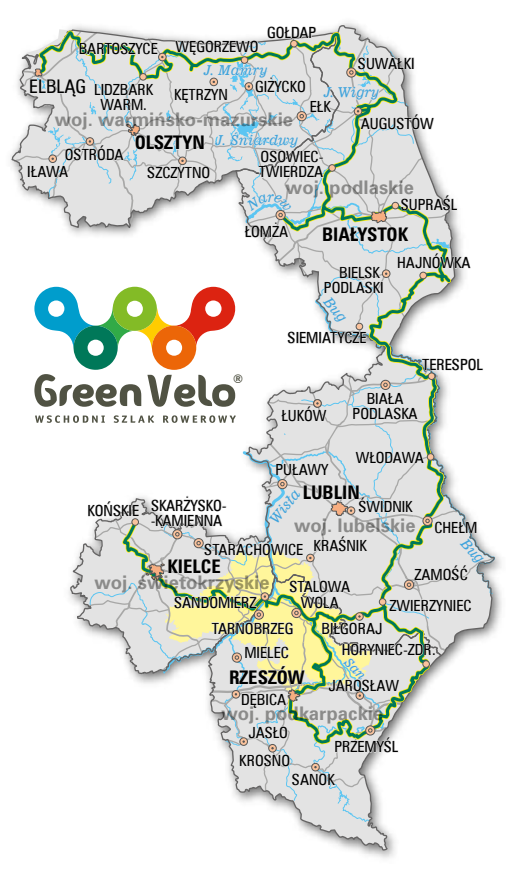 GOŁDAP
BARTOSZYCE
WĘGORZEWO
SUWAŁKI
J. Mamry
ELBLĄG
LIDZBARK
WARM.
KĘTRZYN
GIŻYCKO
J. Wigry
EŁK
woj. warmińsko-mazurskie
AUGUSTÓW
OLSZTYN
J. Śniardwy
OSTRÓDA
OSOWIEC-
TWIERDZA
IŁAWA
SZCZYTNO
woj. podlaskie
Narew
SUPRAŚL
ŁOMŻA
BIAŁYSTOK
HAJNÓWKA
BIELSK
PODLASKI
Bug
SIEMIATYCZE
Green Velo®
WSCHODNI SZLAK ROWEROWY
TERESPOL
BIAŁA
PODLASKA
ŁUKÓW
WŁODAWA
PUŁAWY
LUBLIN
Wisła
ŚWIDNIK
KOŃSKIE
SKARŻYSKO-
-KAMIENNA
woj. lubelskie
CHEŁM
Bug
STARACHOWICE
KRAŚNIK
KIELCE
ZAMOŚĆ
woj. świętokrzyskie
STALOWA
WOLA
SANDOMIERZ
ZWIERZYNIEC
TARNOBRZEG
BIŁGORAJ
HORYNIEC-ZDR.
MIELEC
San
RZESZÓW
JAROSŁAW
DĘBICA
woj. podkarpackie
JASŁO
PRZEMYŚL
KROSNO
SANOK